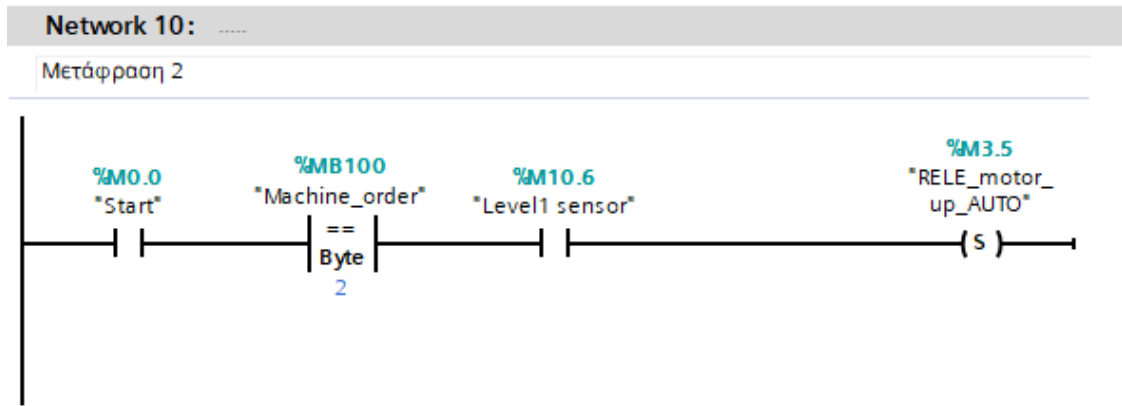 Network 10: .....
Μετάφραση 2
%M0.0
"Start"
%MB100
"Machine_order"
==
Byte
2
%M10.6
"Level1 sensor"
%M3.5
"RELE_motor_
up_AUTO"
S